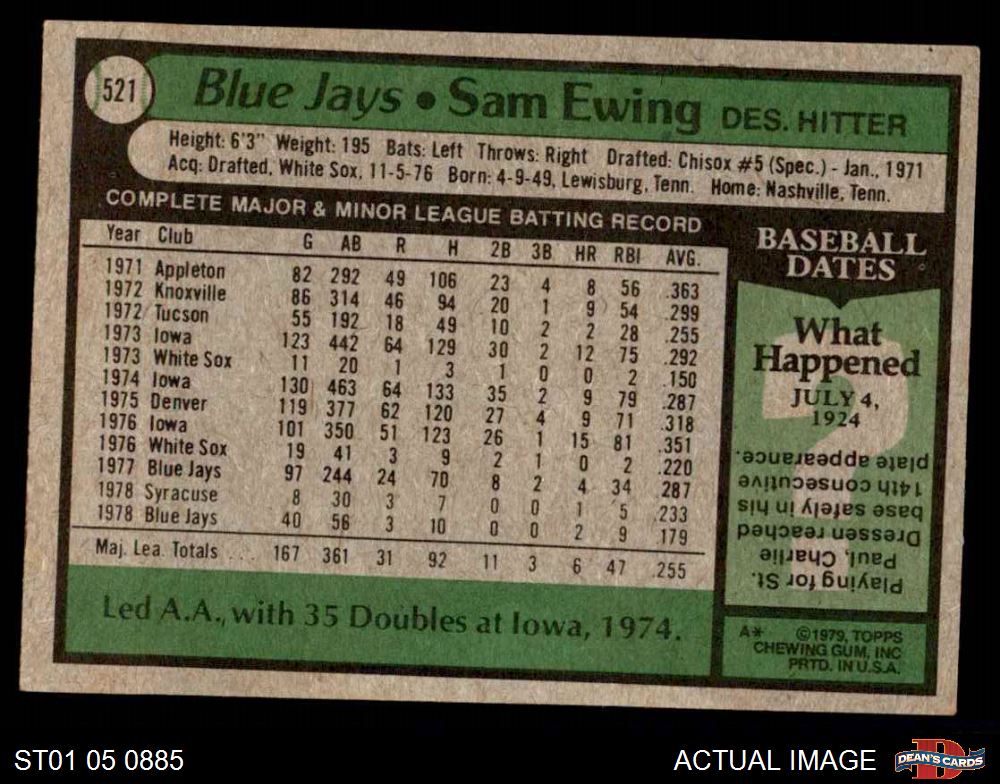 521
Blue Jays • Sam Ewing DES. HITTER
Height: 6'3" Weight: 195 Bats: Left Throws: Right Drafted: Chisox #5 (Spec.) - Jan., 1971
Acq: Drafted, White Sox, 11-5-76 Born: 4-9-49, Lewisburg, Tenn. Home: Nashville, Tenn.
COMPLETE MAJOR & MINOR LEAGUE BATTING RECORD
Year Club G AB R H 2B 3B HR RBI AVG.
1971 Appleton 82 292 49 106 23 4 8 56 .363
1972 Knoxville 86 314 46 94 20 1 9 54 .299
1972 Tucson 55 192 18 49 10 2 2 28 .255
1973 Iowa 123 442 64 129 30 2 12 75 .292
1973 White Sox 11 20 1 3 1 0 0 2 .150
1974 Iowa 130 463 64 133 35 2 9 79 .287
1975 Denver 119 377 62 120 27 4 9 71 .318
1976 Iowa 101 350 51 123 26 1 15 81 .351
1976 White Sox 19 41 3 9 2 1 0 2 .220
1977 Blue Jays 97 244 24 70 8 2 4 34 .287
1978 Syracuse 8 30 3 7 0 0 1 5 .233
1978 Blue Jays 40 56 3 10 0 0 2 9 .179
Maj. Lea. Totals ... 167 361 31 92 11 3 6 47 .255
Led A.A., with 35 Doubles at Iowa, 1974.
BASEBALL
DATES
What
Happened
JULY 4,
1924
Playing for St.
Paul, Charlie
Dressen reached
base safely in his
14th consecutive
plate appearance.
A* ©1979, TOPPS
CHEWING GUM, INC
PRTD. IN U.S.A.
ST01 05 0885
ACTUAL IMAGE
DEAN'S CARDS